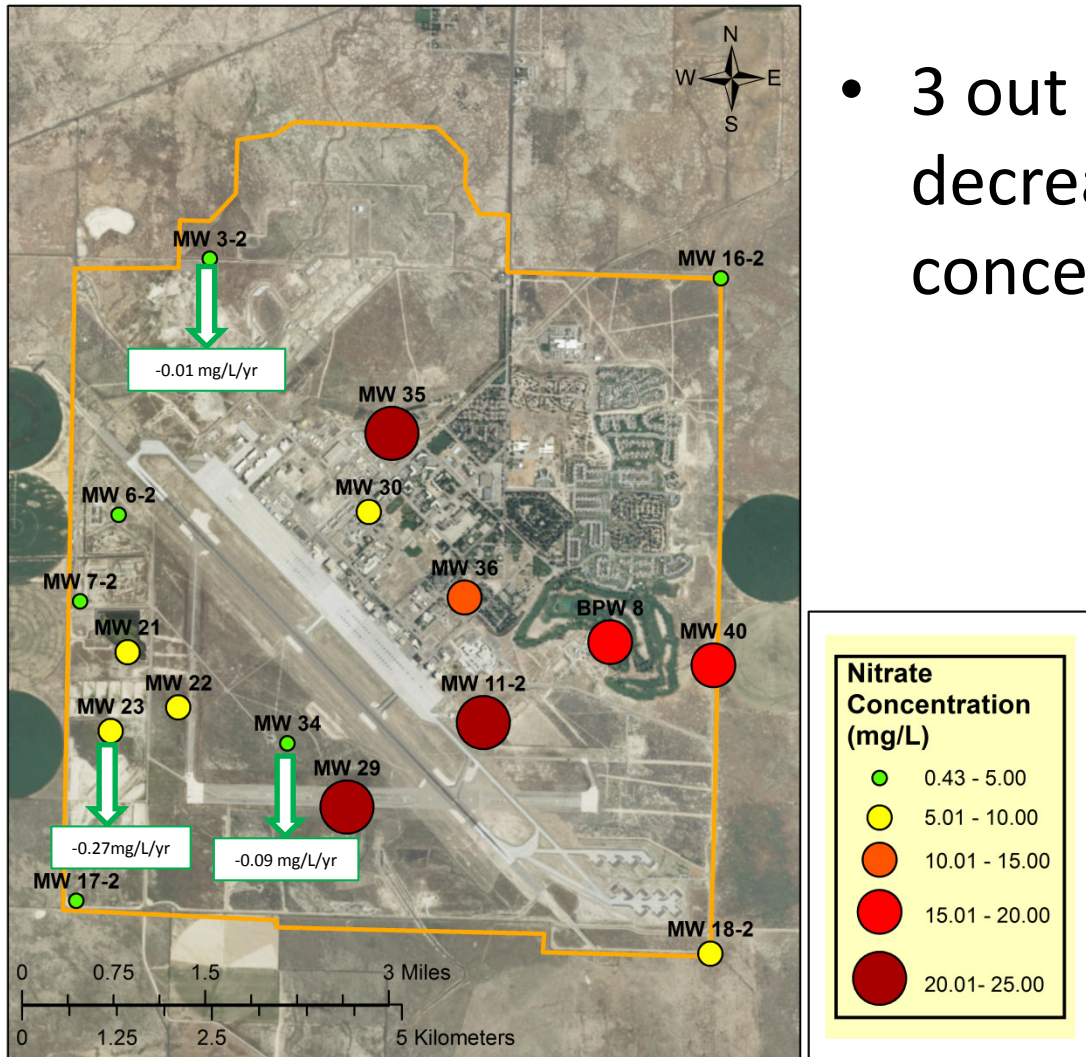 N
W E
S
• 3 out
decrea
conce
MW 3-2
MW 16-2
-0.01 mg/L/yr
MW 35
MW 30
MW 6-2
MW 36
MW 7-2
BPW 8
MW 21
MW 40
MW 22
MW 11-2
MW 23
MW 34
MW 29
-0.27mg/L/yr
-0.09 mg/L/yr
MW 17-2
MW 18-2
0 0.75 1.5 3 Miles
0 1.25 2.5 5 Kilometers
Nitrate
Concentration
(mg/L)
0.43 - 5.00
5.01 - 10.00
10.01 - 15.00
15.01 - 20.00
20.01- 25.00